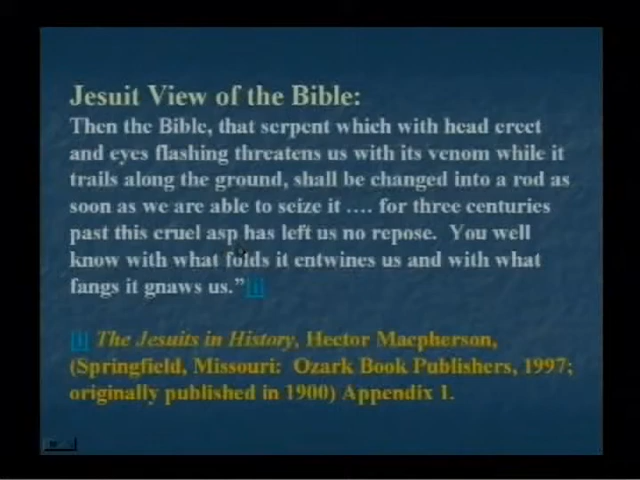 Jesuit View of the Bible:
Then the Bible, that serpent which with head erect
and eyes flashing threatens us with its venom while it
trails along the ground, shall be changed into a rod as
soon as we are able to seize it .... for three centuries
past this cruel asp has left us no repose.  You well
know with what folds it entwines us and with what
fangs it gnaws us.”[i]
[i] The Jesuits in History, Hector Macpherson,
(Springfield, Missouri:  Ozark Book Publishers, 1997;
originally published in 1900) Appendix 1.